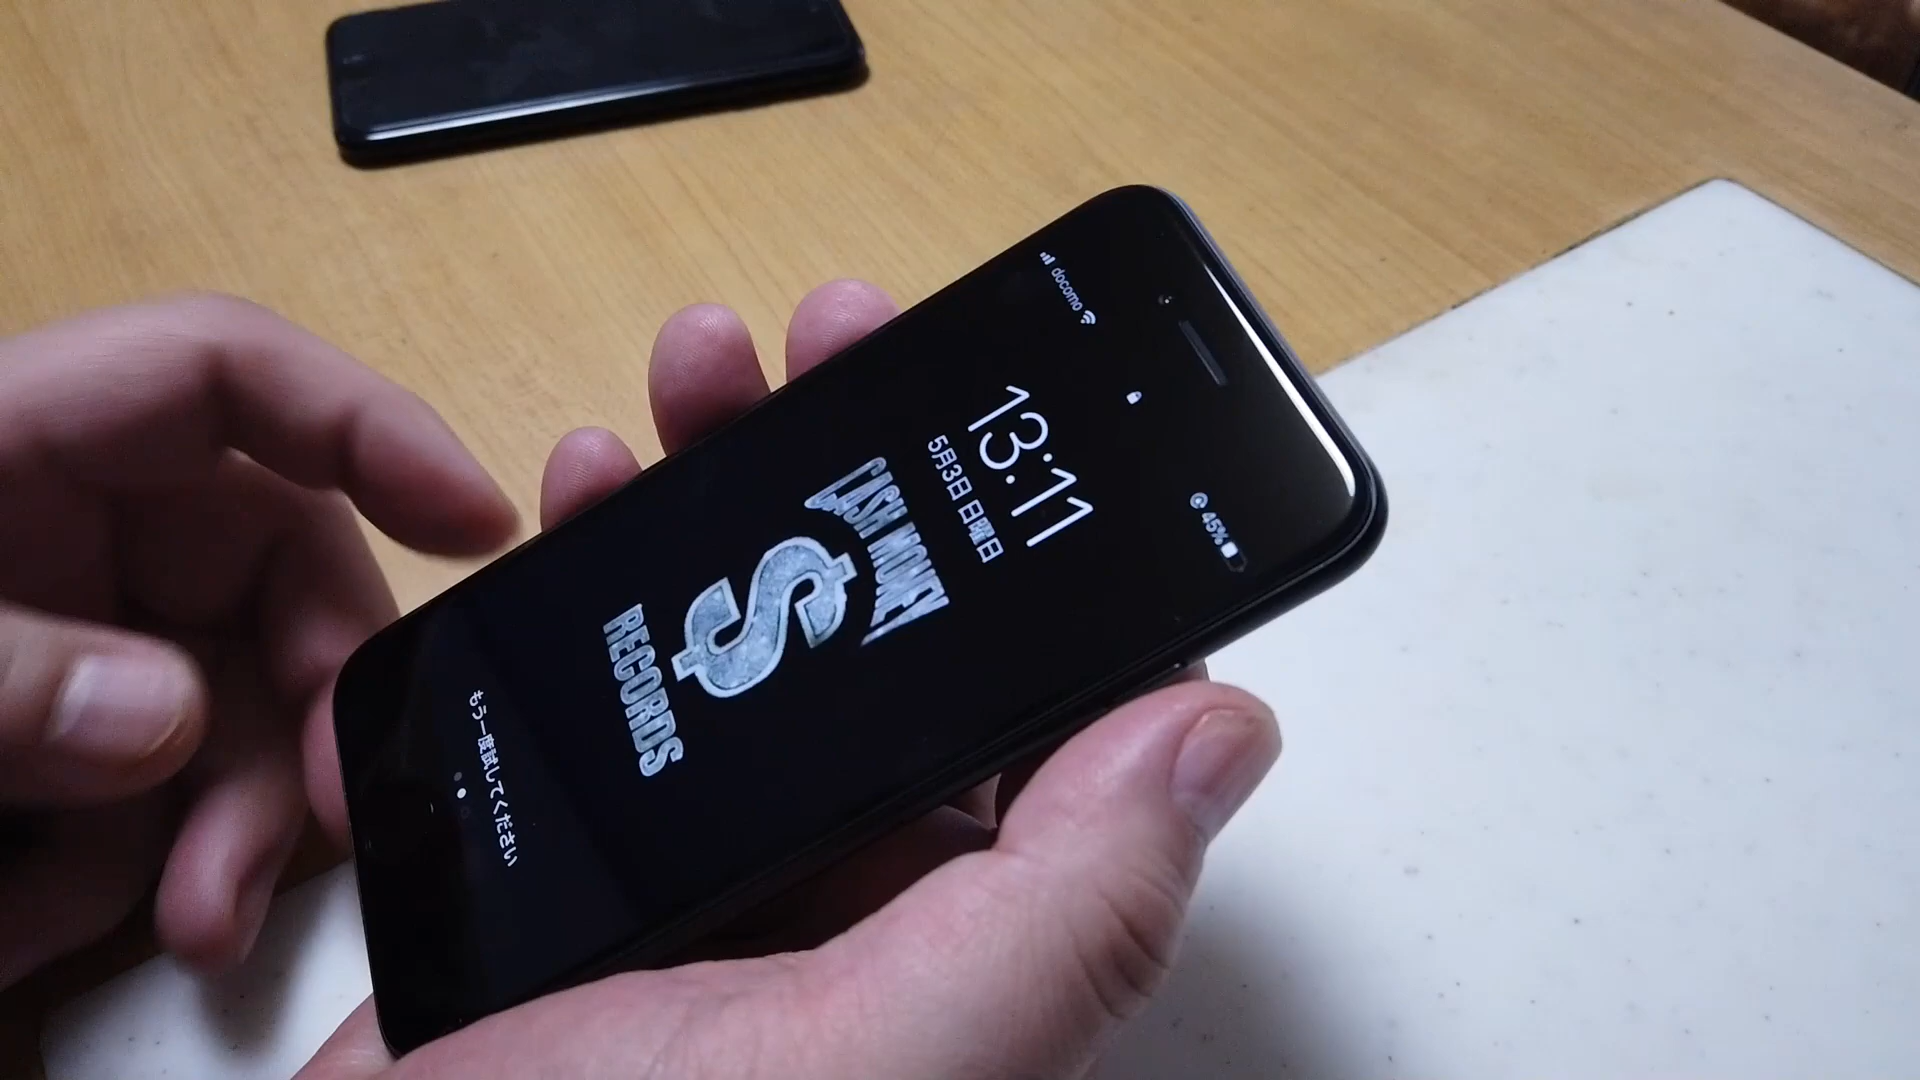 docomo
45%
13:11
5月3日 日曜日
CASH MONEY
$
RECORDS
もう一度試してください